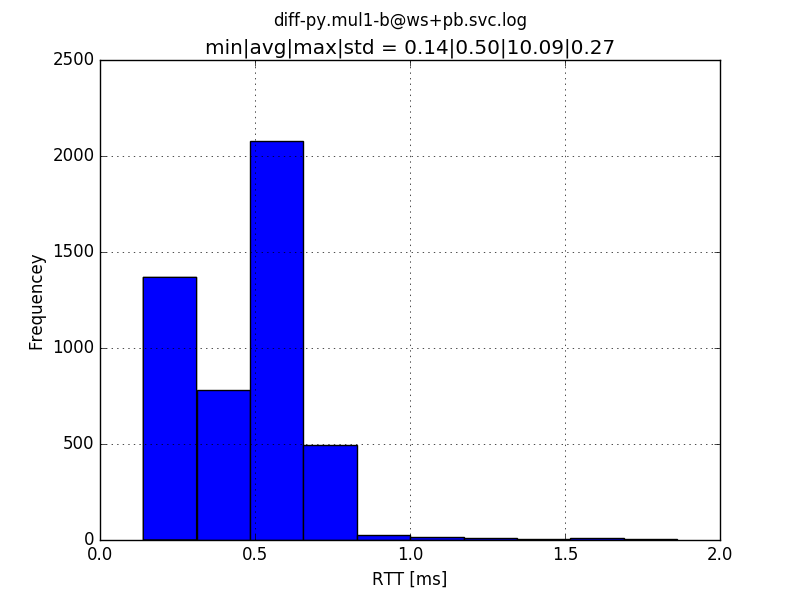 diff-py.mul1-b@ws+pb.svc.log
min|avg|max|std = 0.14|0.50|10.09|0.27
2500
2000
1500
1000
500
0
Frequencey
0.0 0.5 1.0 1.5 2.0
RTT [ms]